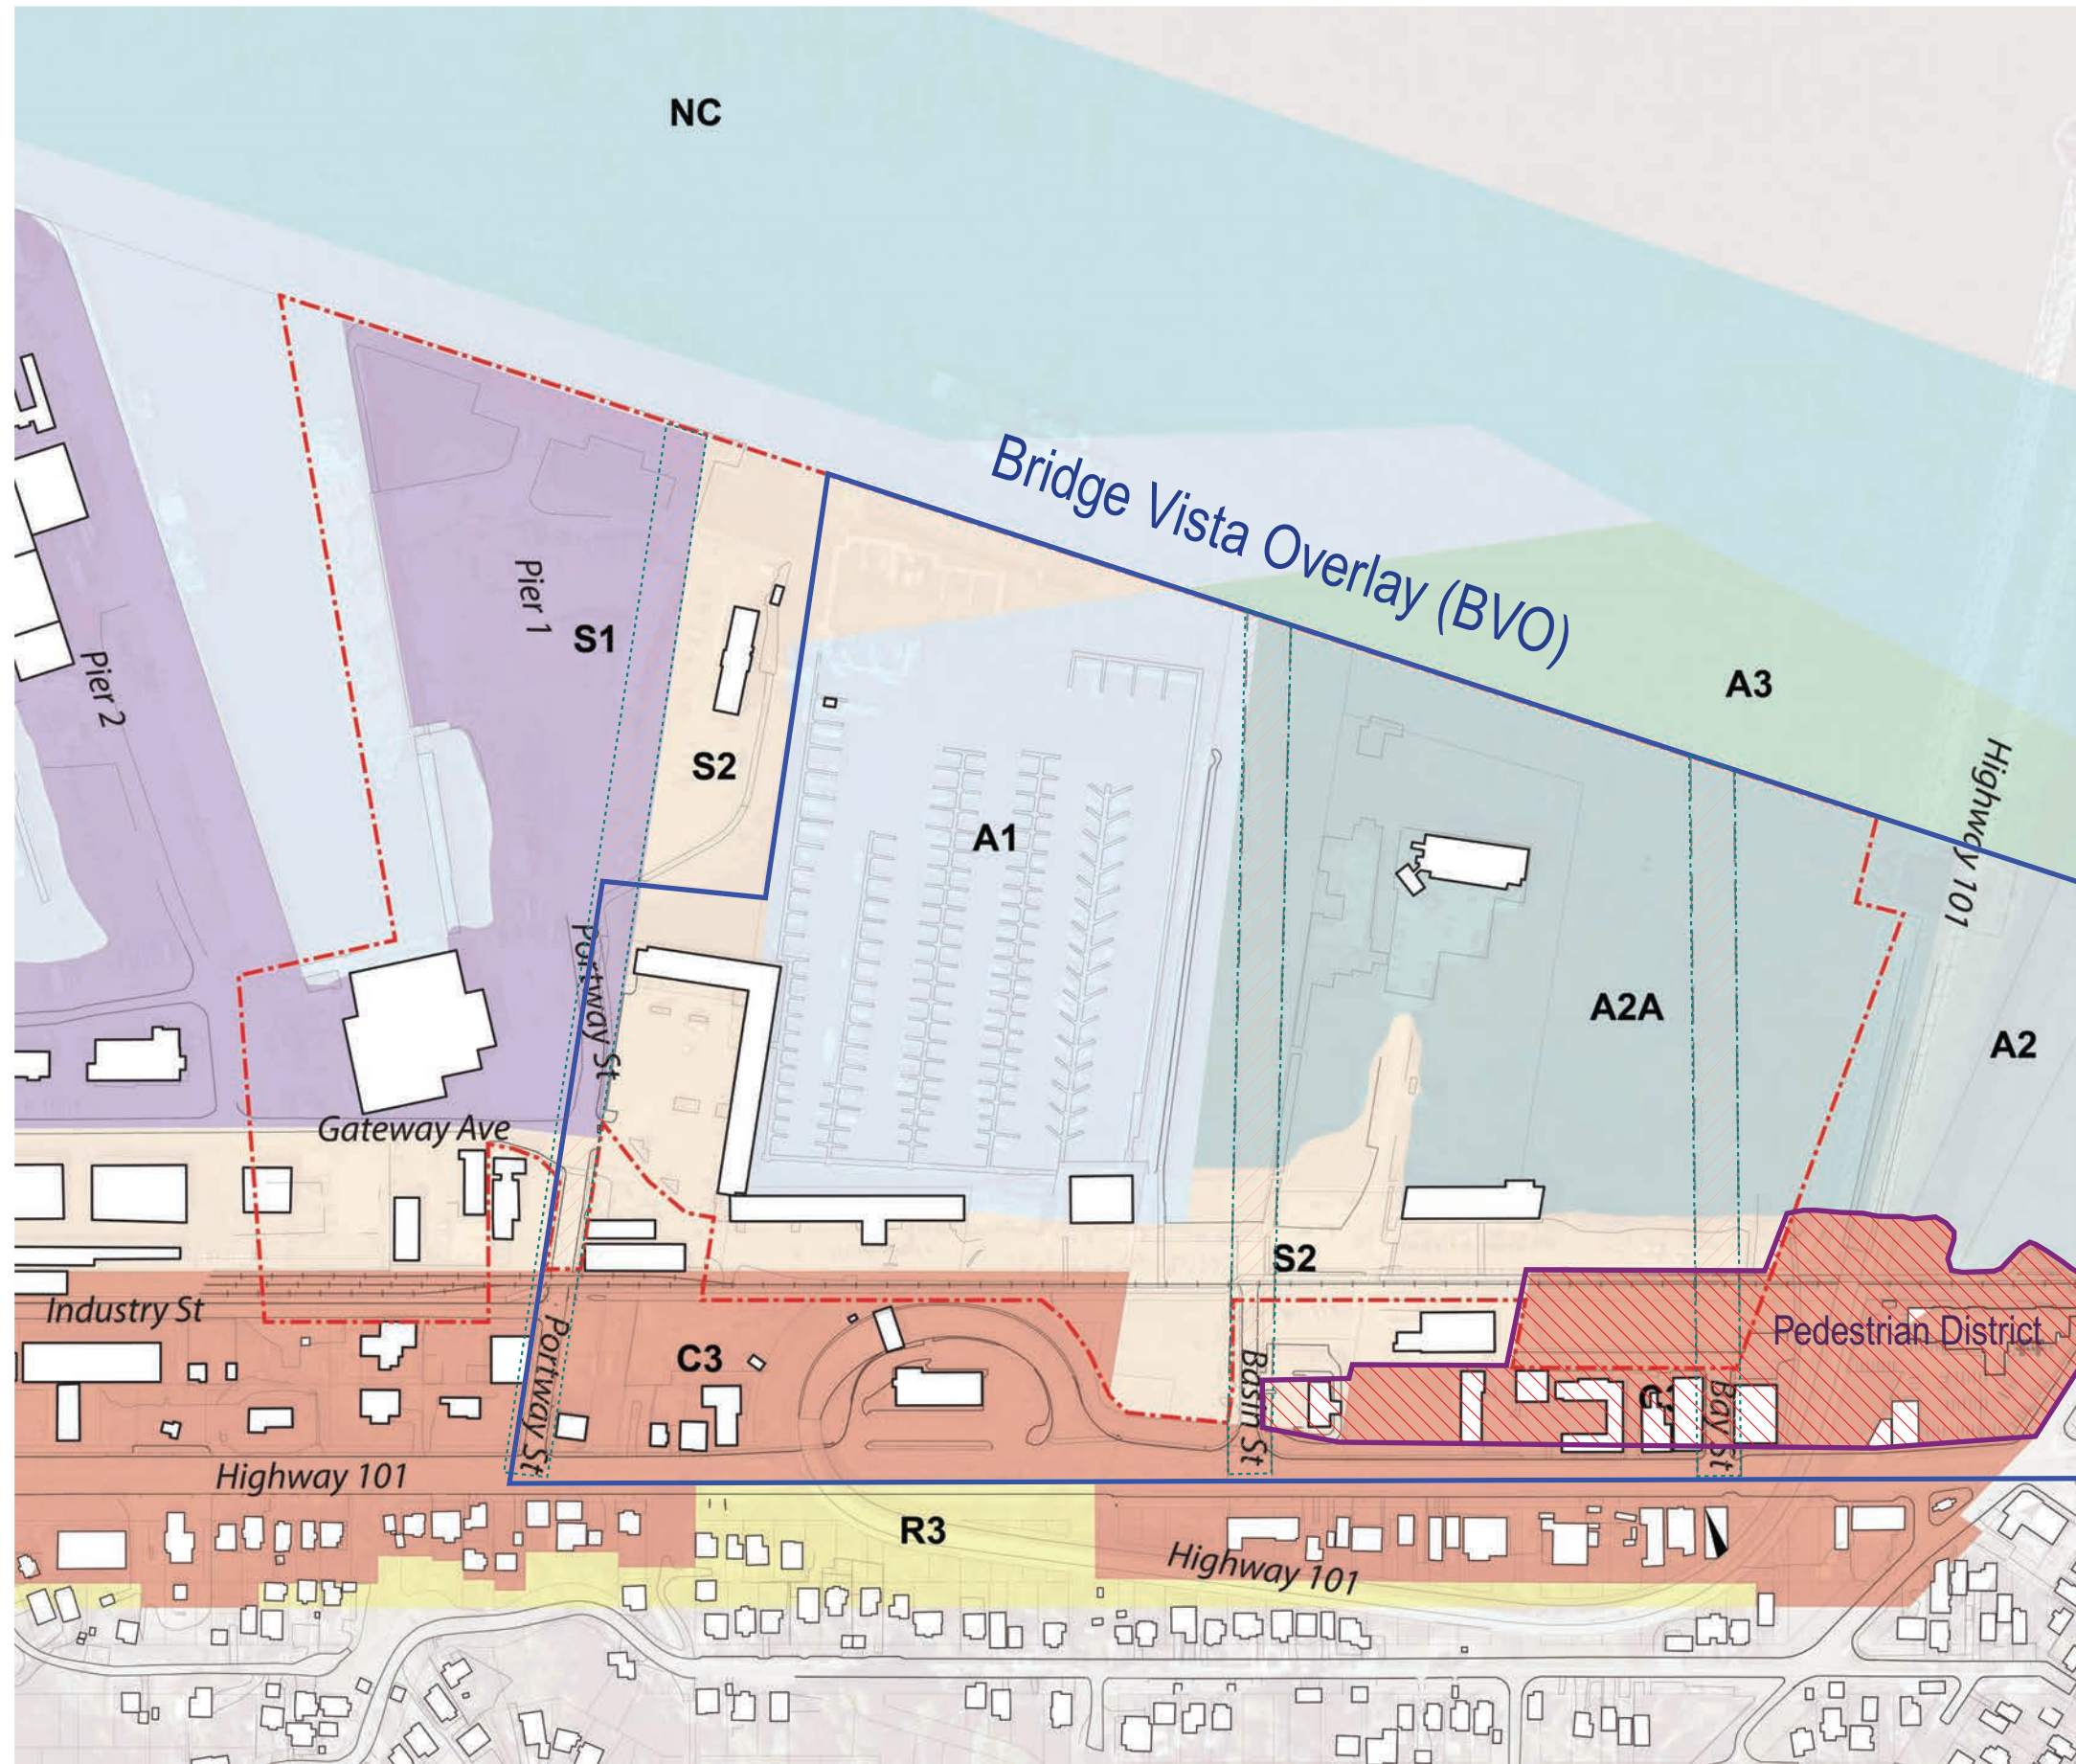 NC
Bridge Vista Overlay (BVO)
Pier 1
S1
Pier 2
A3
S2
Highway 101
A1
A2A
Portway St
A2
Gateway Ave
S2
Industry St
Pedestrian District
C3
Portway St
Basin St
Bay St
Highway 101
R3
Highway 101